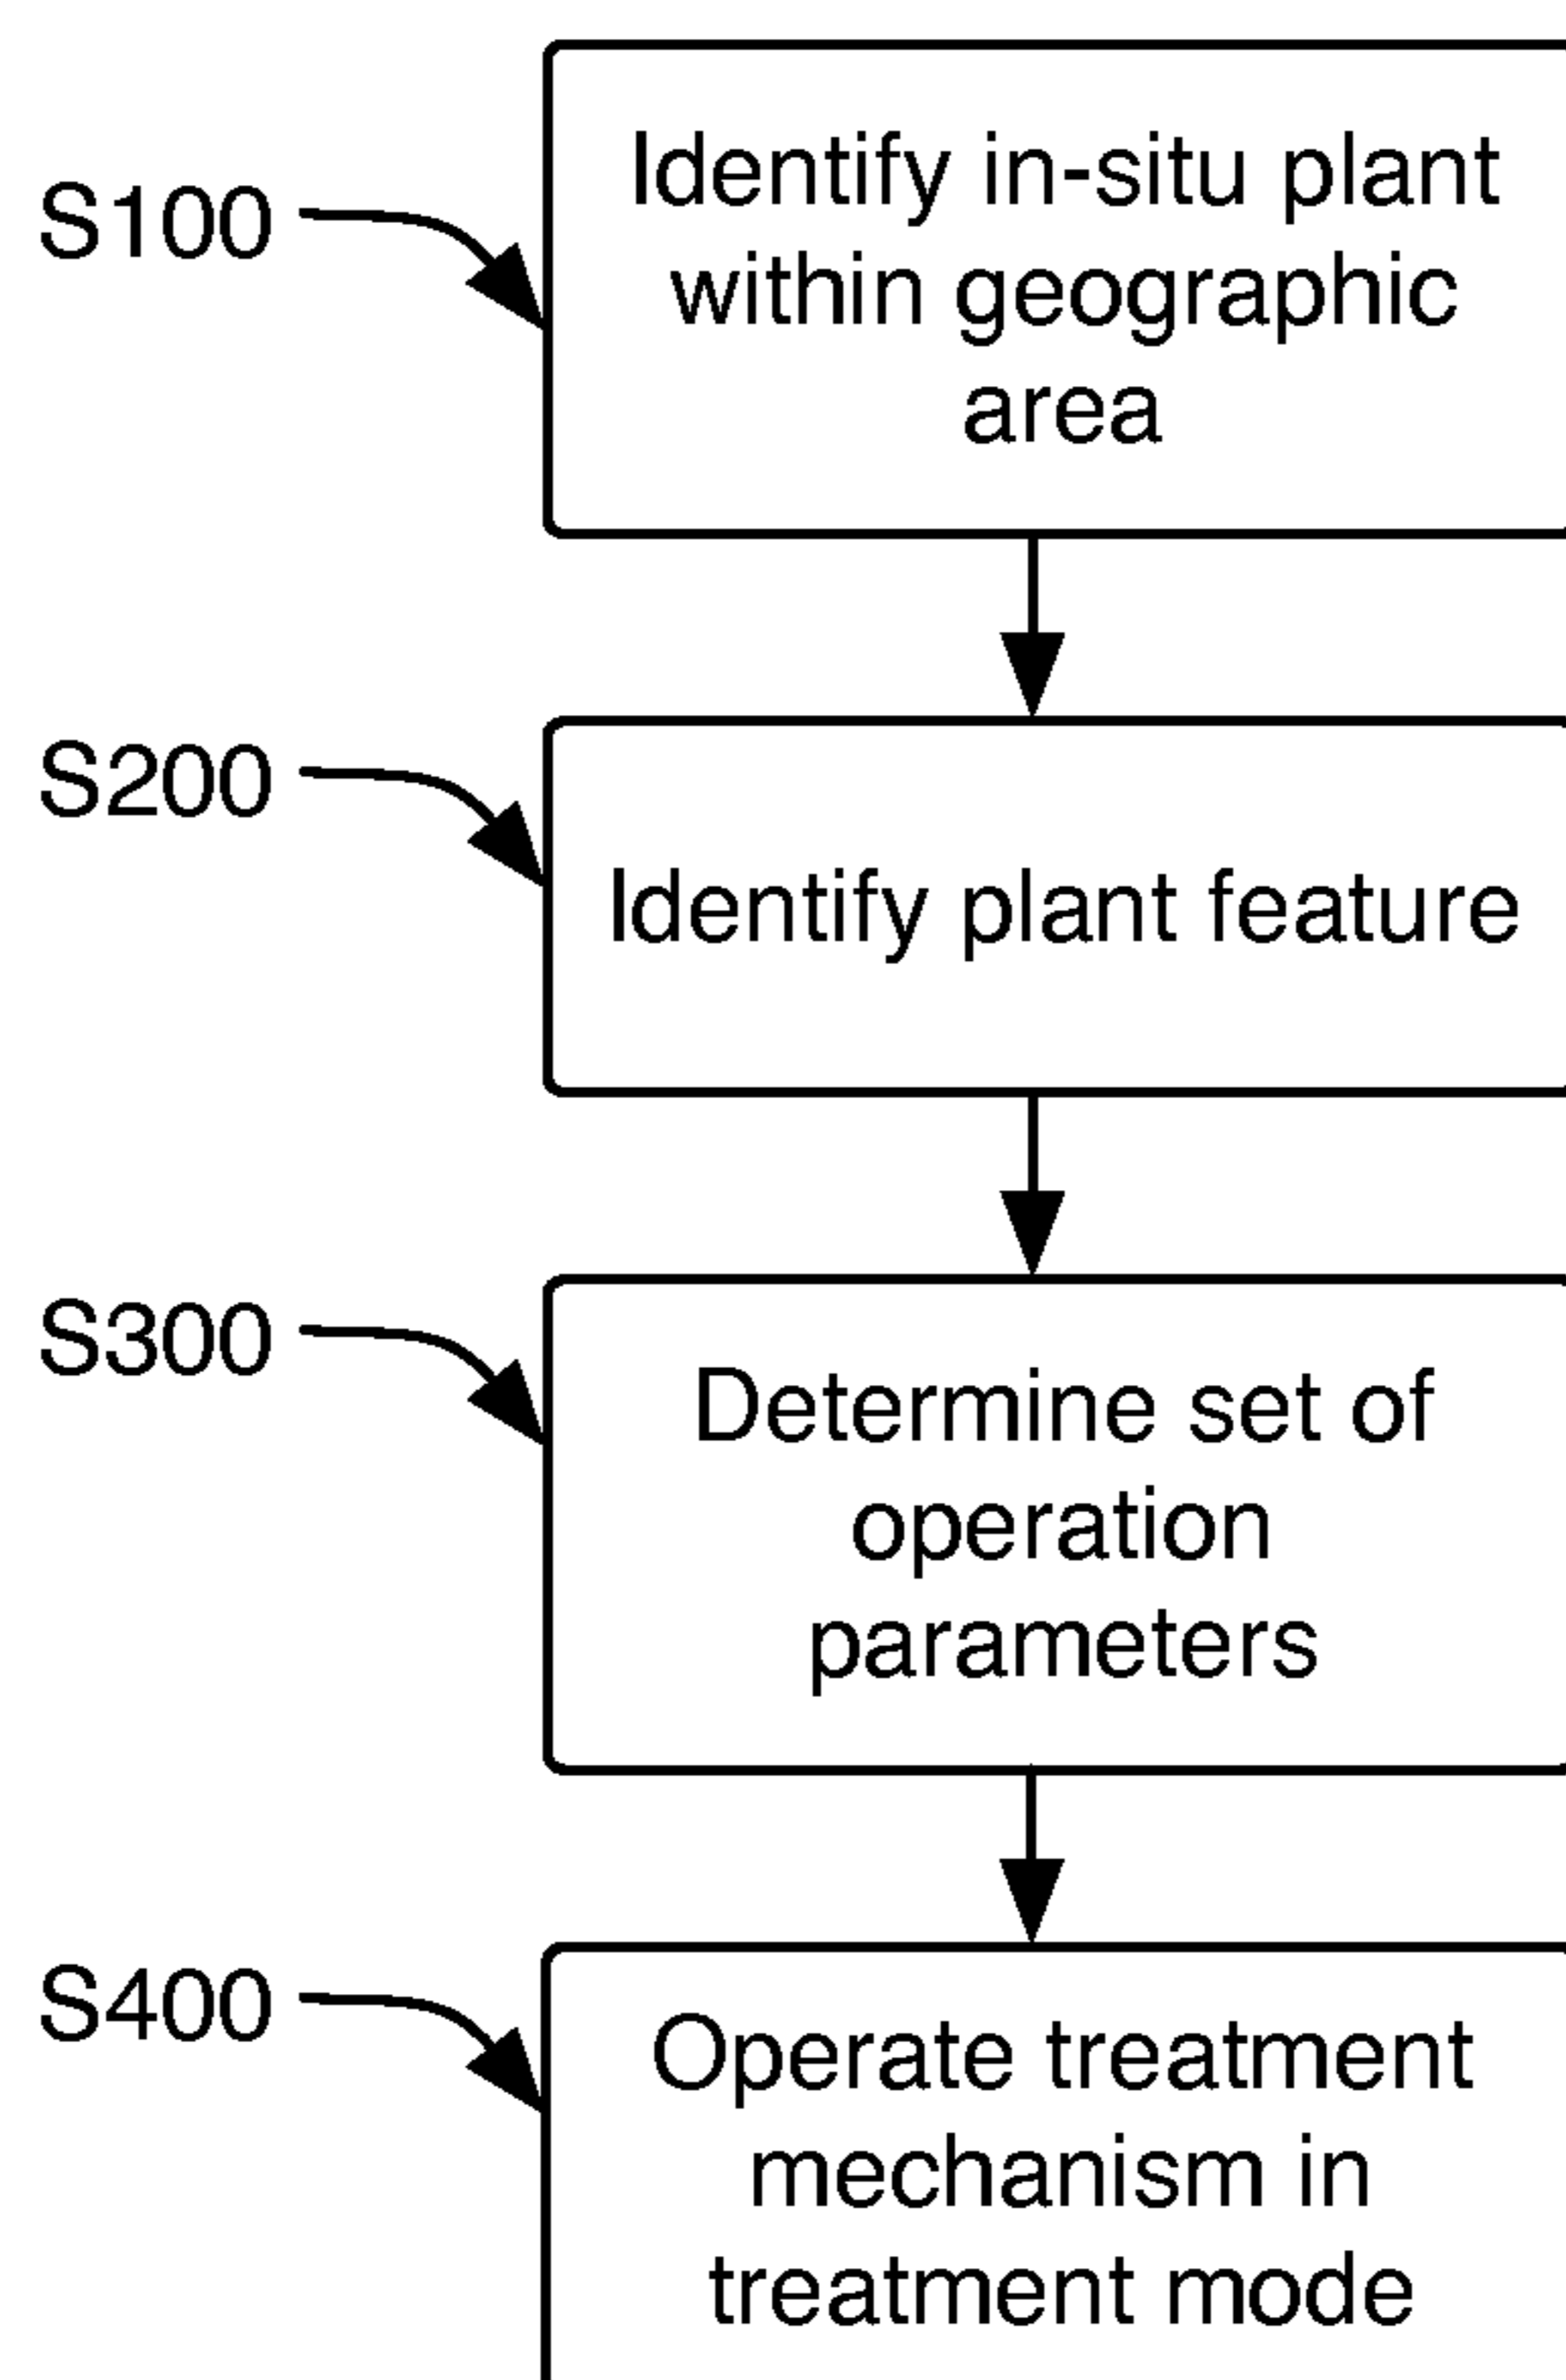 S100
Identify in-situ plant
within geographic
area
S200
Identify plant feature
S300
Determine set of
operation
parameters
S400
Operate treatment
mechanism in
treatment mode